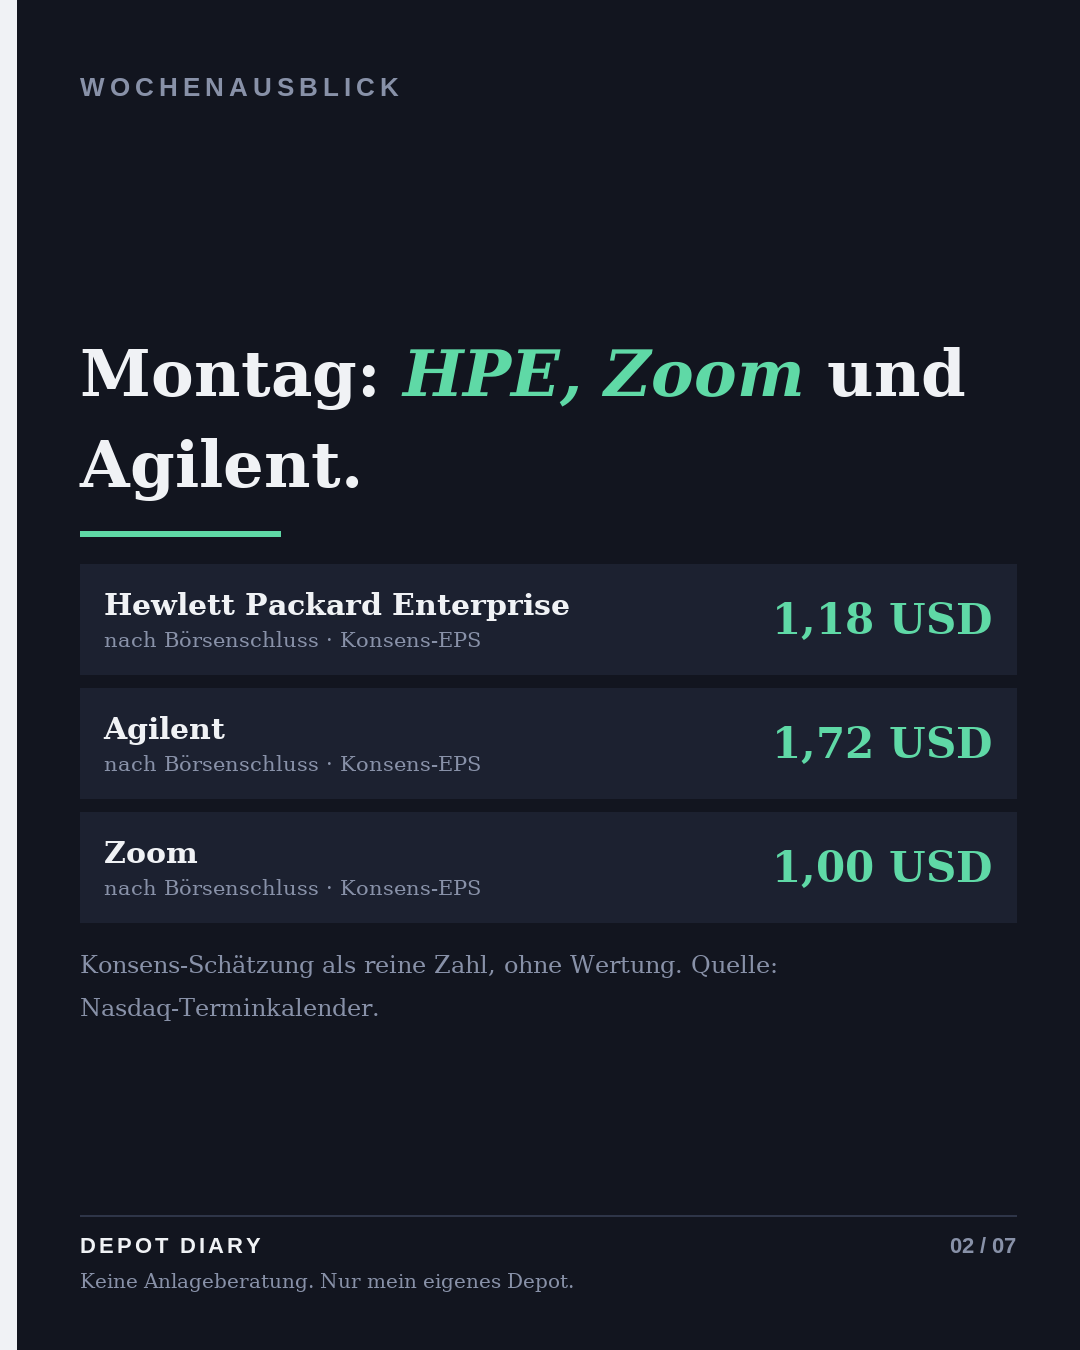 WOCHENAUSBLICK
Montag: HPE, Zoom und
Agilent.
Hewlett Packard Enterprise
nach Börsenschluss · Konsens-EPS
1,18 USD
Agilent
nach Börsenschluss · Konsens-EPS
1,72 USD
Zoom
nach Börsenschluss · Konsens-EPS
1,00 USD
Konsens-Schätzung als reine Zahl, ohne Wertung. Quelle:
Nasdaq-Terminkalender.
DEPOT DIARY
02 / 07
Keine Anlageberatung. Nur mein eigenes Depot.